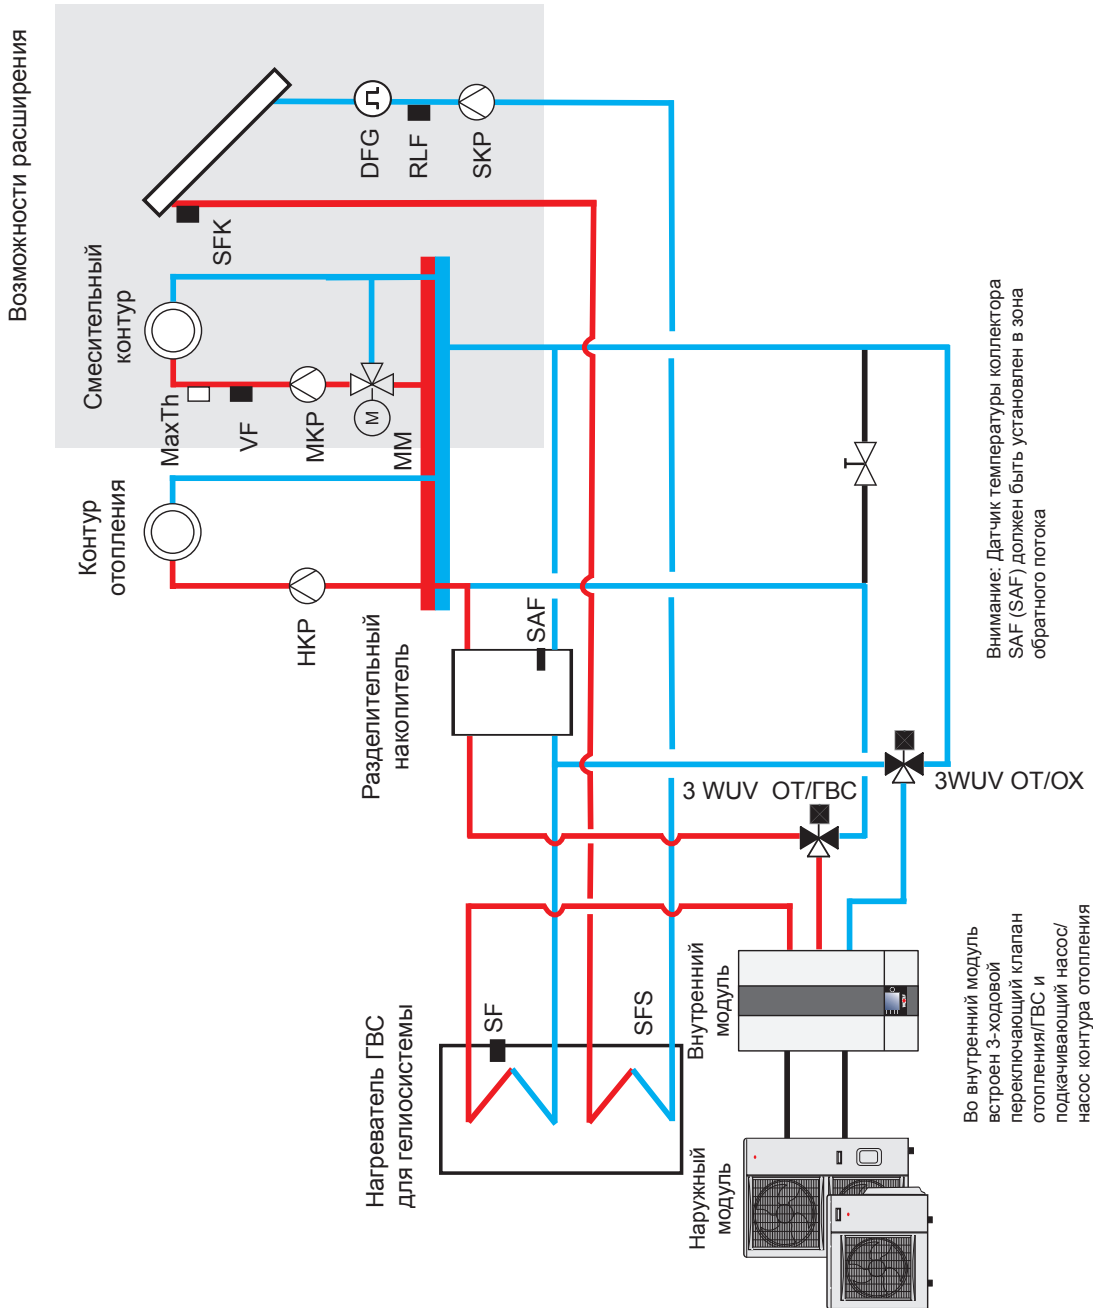 Возможности расширения
DFG
RLF
SKP
SFK
Смесительный
контур
MaxTh
VF
MKP
MM
M
Контур
отопления
HKP
Разделительный
накопитель
SAF
Внимание: Датчик температуры коллектора
SAF (SAF) должен быть установлен в зона
обратного потока
3 WUV ОТ/ГВС
3WUV ОТ/ОХ
Нагреватель ГВС
для гелиосистемы
SF
SFS
Внутренний
модуль
Наружный
модуль
Во внутренний модуль
встроен 3-ходовой
переключающий клапан
отопления/ГВС и
подкачивающий насос/
насос контура отопления